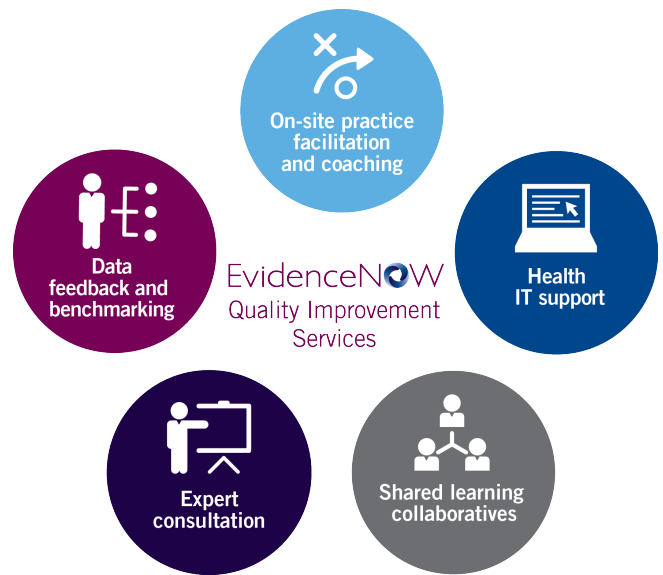 On-site practice
facilitation
and coaching
Data
feedback and
benchmarking
Health
IT support
EvidenceNOW
Quality Improvement
Services
Expert
consultation
Shared learning
collaboratives